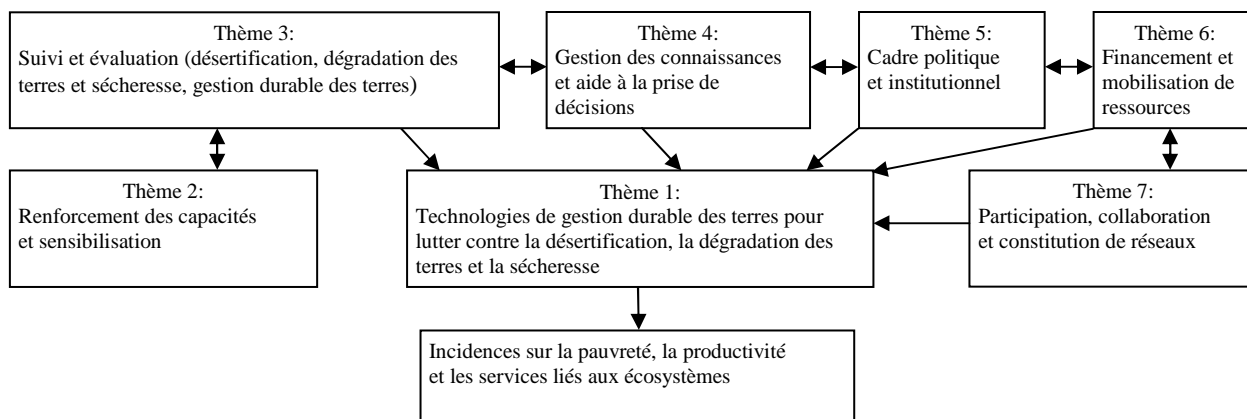 Thème 3:
Suivi et évaluation (désertification, dégradation des
terres et sécheresse, gestion durable des terres)
Thème 4:
Gestion des connaissances
et aide à la prise de
décisions
Thème 5:
Cadre politique
et institutionnel
Thème 6:
Financement et
mobilisation de
ressources
Thème 2:
Renforcement des capacités
et sensibilisation
Thème 1:
Technologies de gestion durable des terres pour
lutter contre la désertification, la dégradation des
terres et la sécheresse
Thème 7:
Participation, collaboration
et constitution de réseaux
Incidences sur la pauvreté, la productivité
et les services liés aux écosystèmes